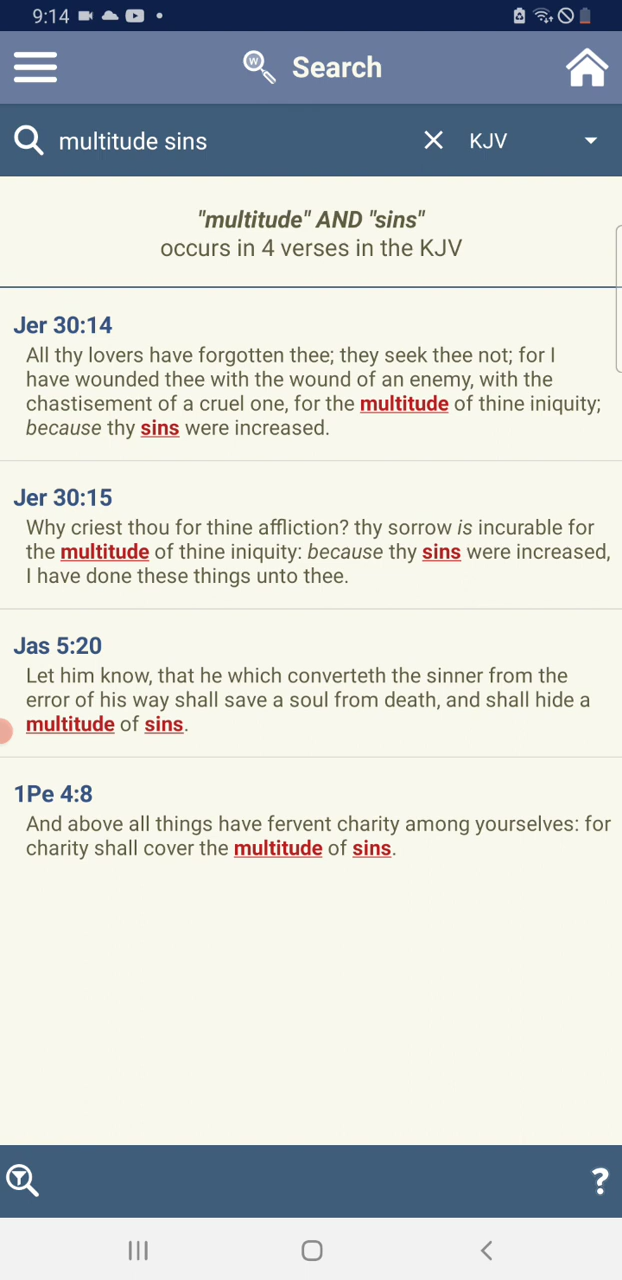 9:14
Search
multitude sins
KJV
"multitude" AND "sins"
occurs in 4 verses in the KJV
Jer 30:14
All thy lovers have forgotten thee; they seek thee not; for I
have wounded thee with the wound of an enemy, with the
chastisement of a cruel one, for the multitude of thine iniquity;
because thy sins were increased.
Jer 30:15
Why criest thou for thine affliction? thy sorrow is incurable for
the multitude of thine iniquity: because thy sins were increased,
I have done these things unto thee.
Jas 5:20
Let him know, that he which converteth the sinner from the
error of his way shall save a soul from death, and shall hide a
multitude of sins.
1Pe 4:8
And above all things have fervent charity among yourselves: for
charity shall cover the multitude of sins.
?